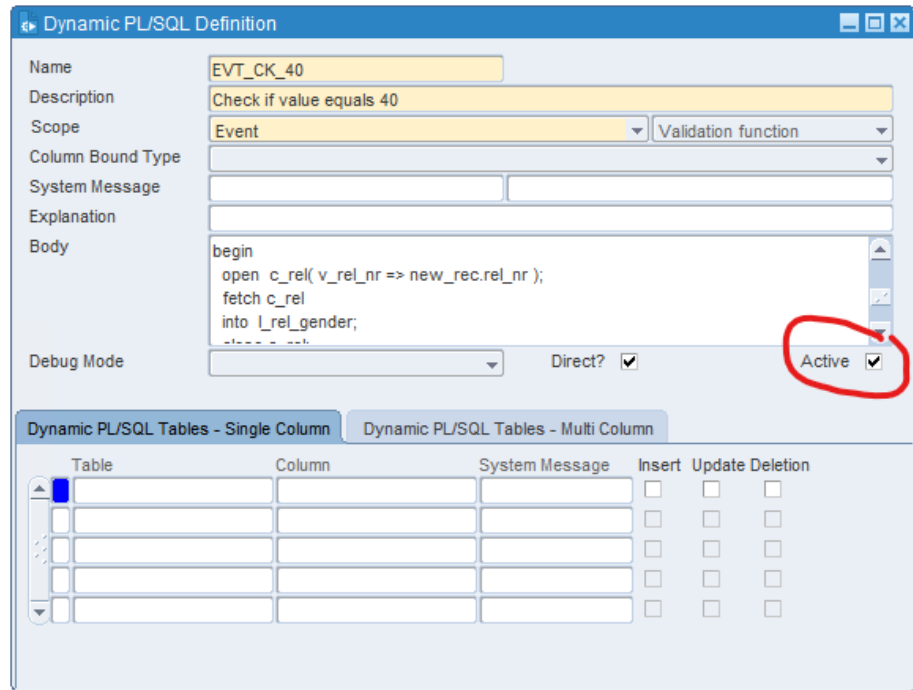 Dynamic PL/SQL Definition
Name EVT_CK_40
Description Check if value equals 40
Scope Event Validation function
Column Bound Type
System Message
Explanation
Body begin
open c_rel( v_rel_nr => new_rec.rel_nr );
fetch c_rel
into l_rel_gender;
Debug Mode Direct? Active
Dynamic PL/SQL Tables - Single Column Dynamic PL/SQL Tables - Multi Column
Table Column System Message Insert Update Deletion